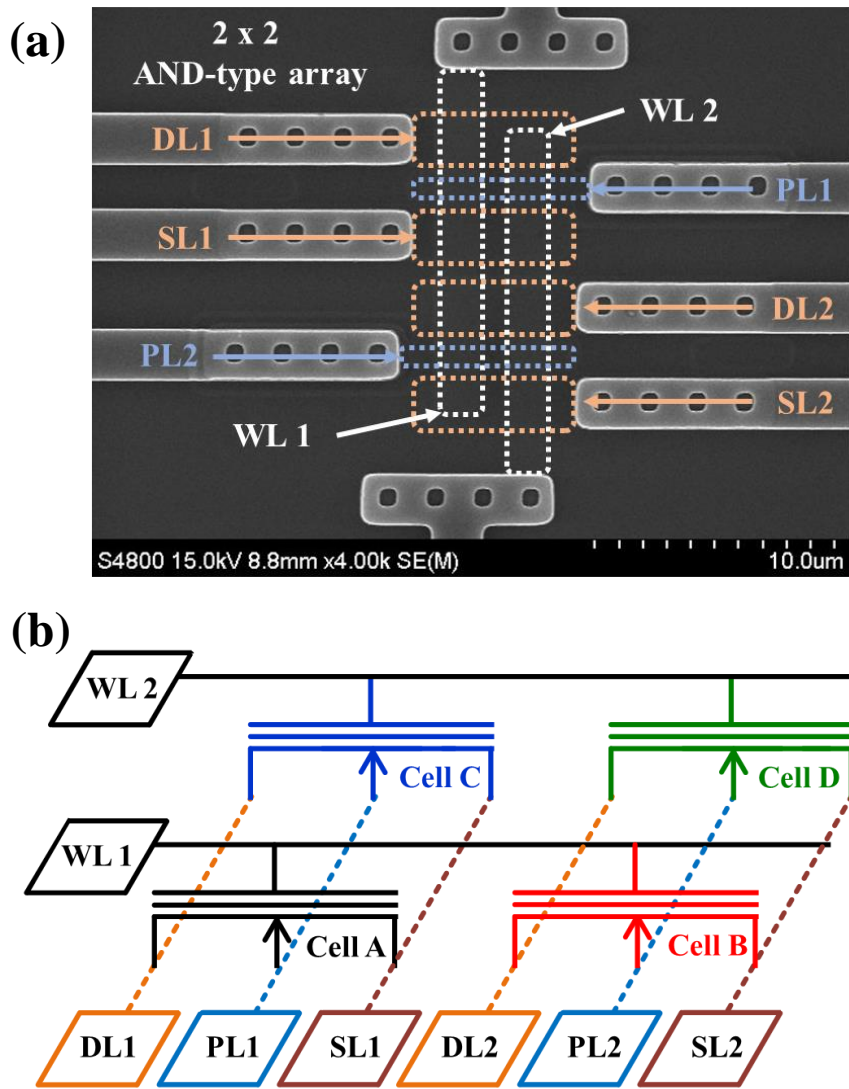 (a)
2 x 2
AND-type array
WL 2
DL1
PL1
SL1
DL2
PL2
SL2
WL 1
S4800 15.0kV 8.8mm x4.00k SE(M)
10.0um
(b)
WL 2
Cell C
Cell D
WL 1
Cell A
Cell B
DL1
PL1
SL1
DL2
PL2
SL2